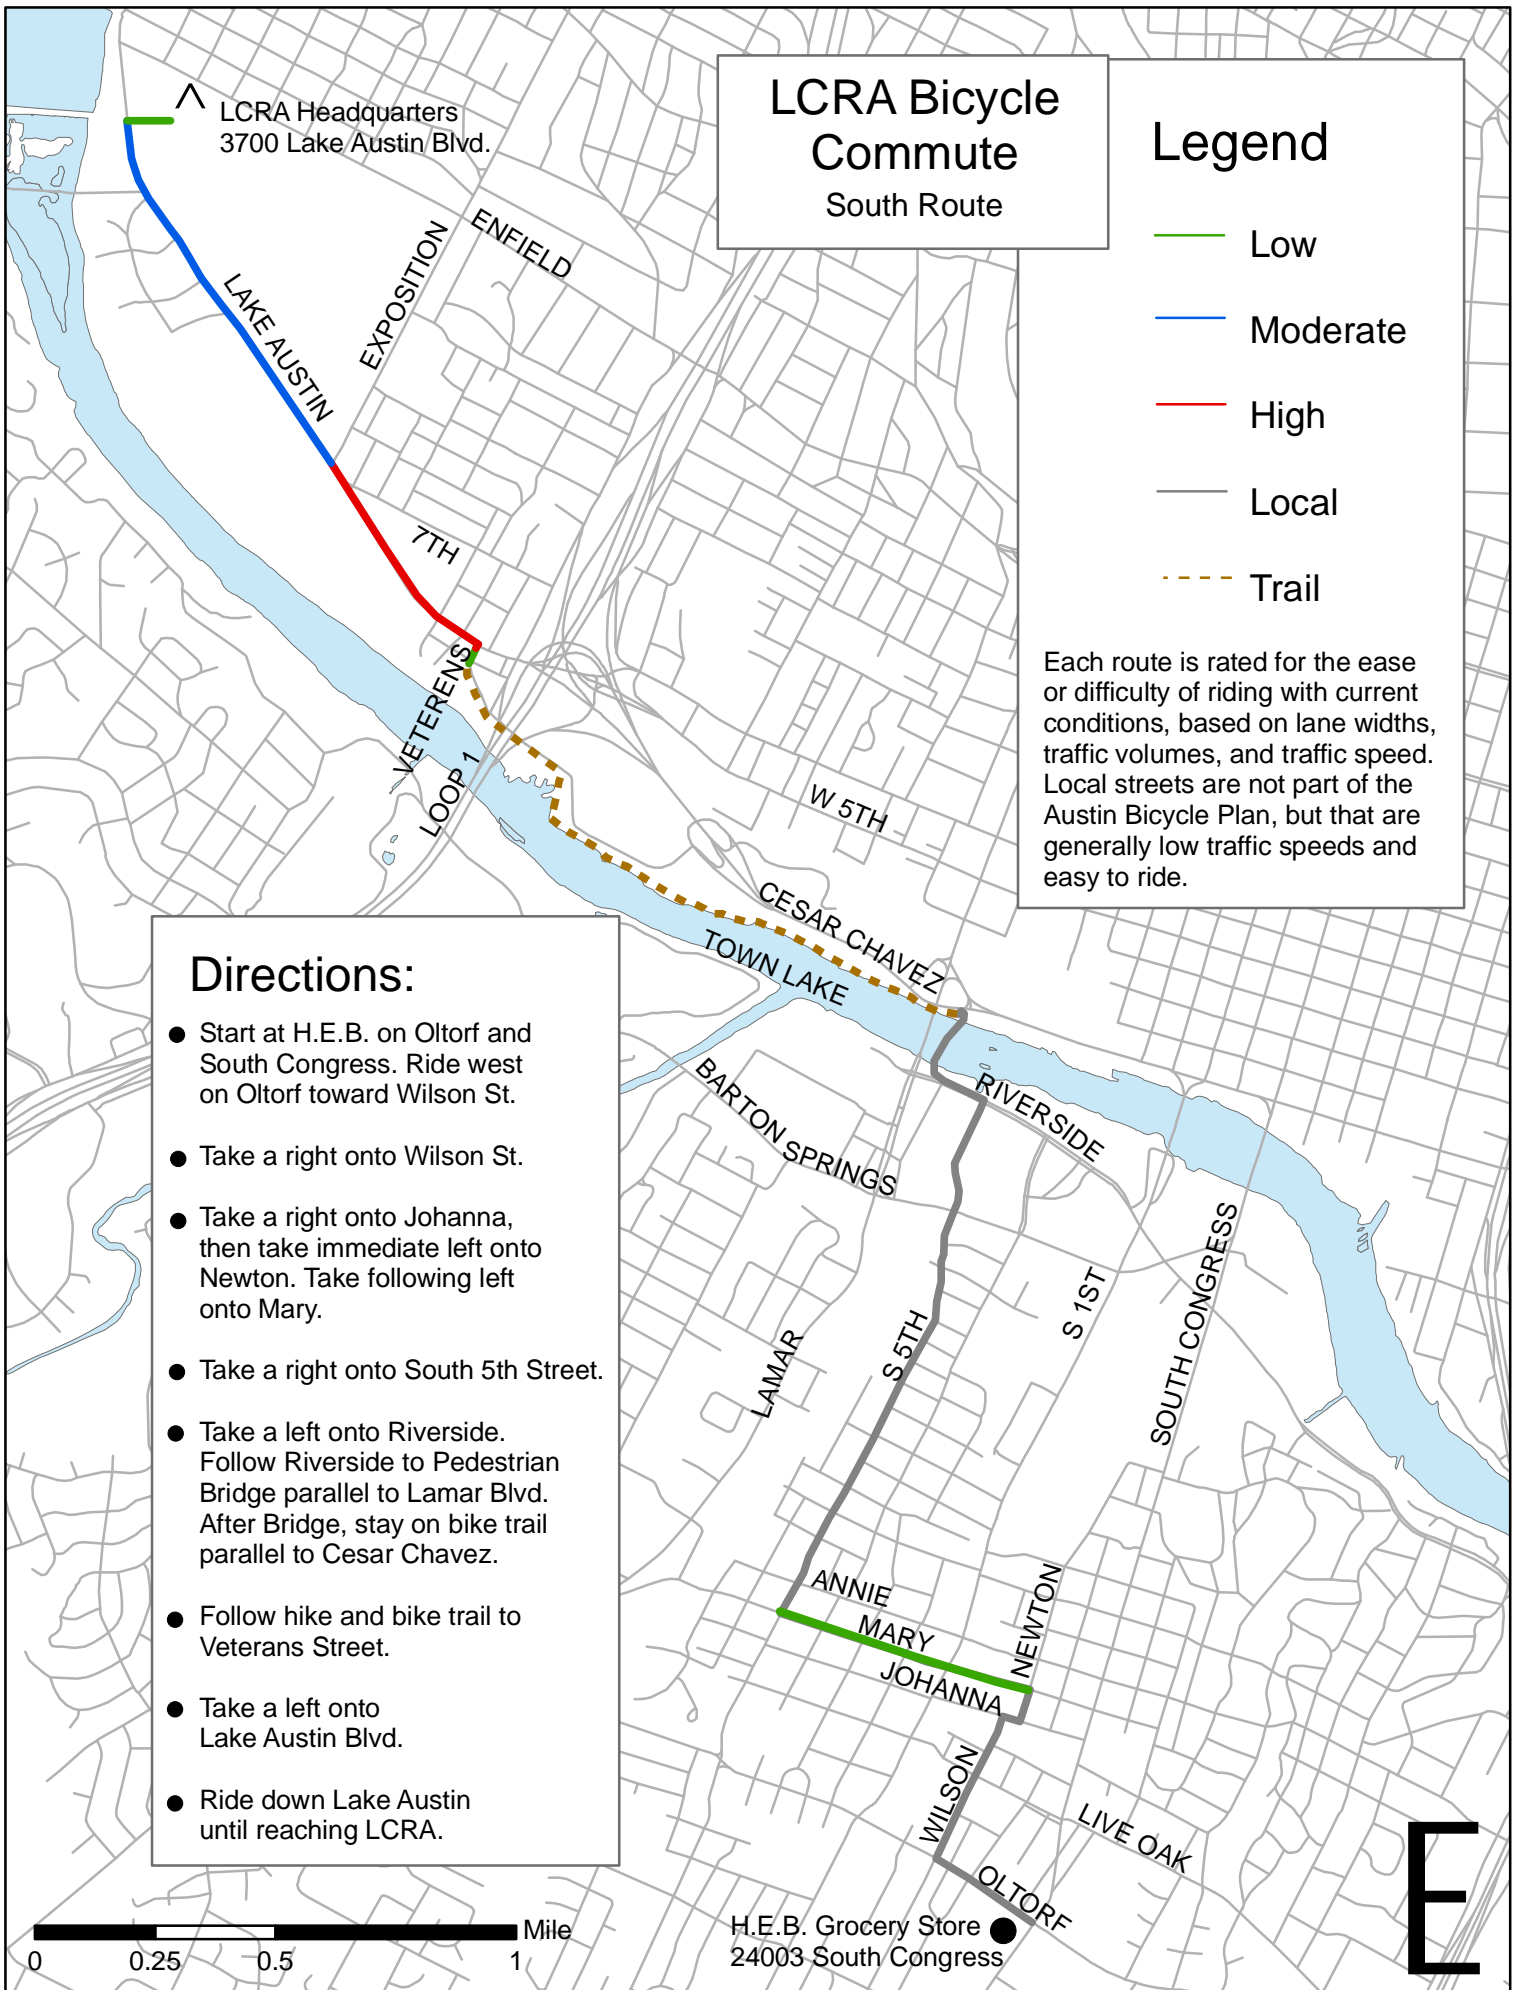 LCRA Bicycle
Commute
South Route
Legend
Low
Moderate
High
Local
Trail
Each route is rated for the ease
or difficulty of riding with current
conditions, based on lane widths,
traffic volumes, and traffic speed.
Local streets are not part of the
Austin Bicycle Plan, but that are
generally low traffic speeds and
easy to ride.
LCRA Headquarters
3700 Lake Austin Blvd.
ENFIELD
EXPOSITION
LAKE AUSTIN
7TH
VETERENS
LOOP 1
W 5TH
CESAR CHAVEZ
TOWN LAKE
BARTON SPRINGS
RIVERSIDE
SOUTH CONGRESS
S 1ST
S 5TH
LAMAR
ANNIE
MARY
JOHANNA
NEWTON
WILSON
LIVE OAK
OLTORF
Directions:
● Start at H.E.B. on Oltorf and
South Congress. Ride west
on Oltorf toward Wilson St.
● Take a right onto Wilson St.
● Take a right onto Johanna,
then take immediate left onto
Newton. Take following left
onto Mary.
● Take a right onto South 5th Street.
● Take a left onto Riverside.
Follow Riverside to Pedestrian
Bridge parallel to Lamar Blvd.
After Bridge, stay on bike trail
parallel to Cesar Chavez.
● Follow hike and bike trail to
Veterans Street.
● Take a left onto
Lake Austin Blvd.
● Ride down Lake Austin
until reaching LCRA.
H.E.B. Grocery Store
24003 South Congress
Mile
0 0.25 0.5 1
E